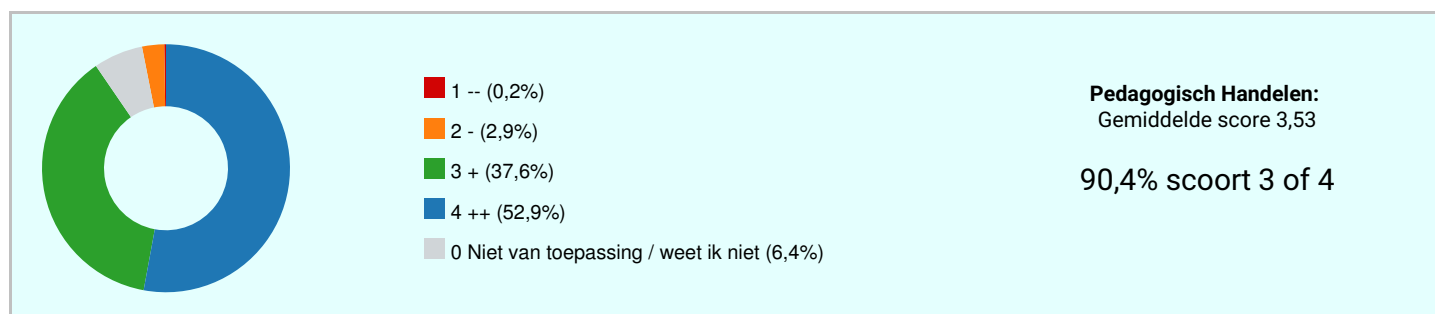 1 -- (0,2%)
2 - (2,9%)
3 + (37,6%)
4 ++ (52,9%)
0 Niet van toepassing / weet ik niet (6,4%)
Pedagogisch Handelen:
Gemiddelde score 3,53
90,4% scoort 3 of 4